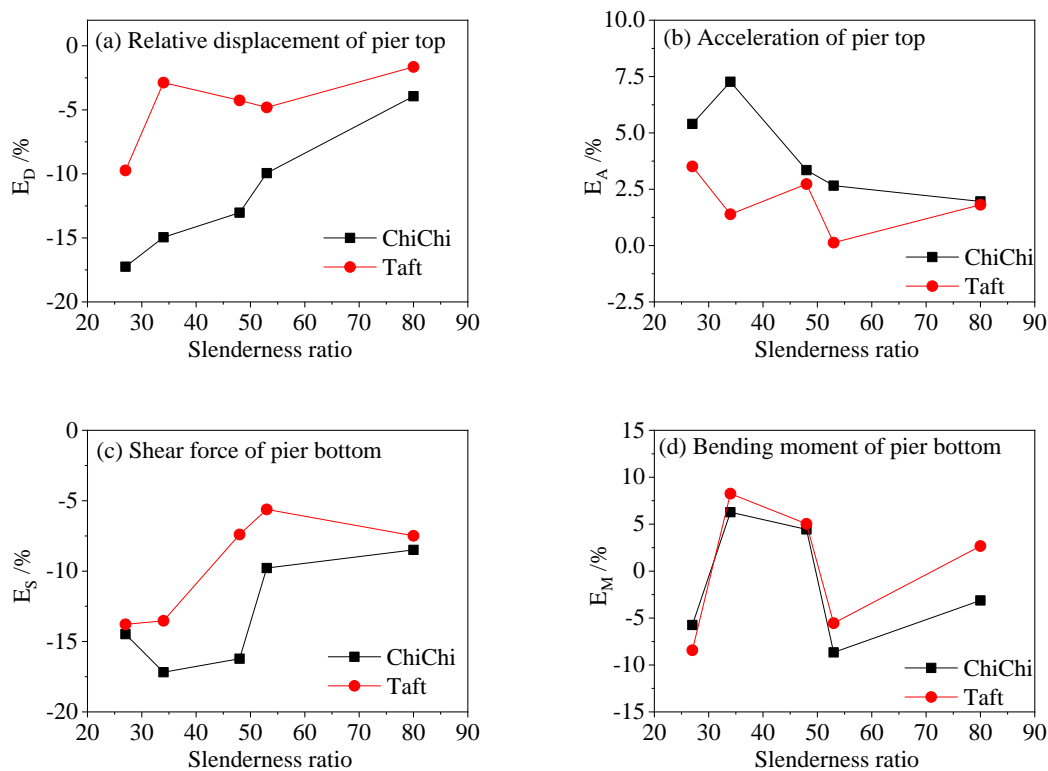 (a) Relative displacement of pier top
0
-5
-10
-15
-20
E_D /%
ChiChi
Taft
20 30 40 50 60 70 80 90
Slenderness ratio
(b) Acceleration of pier top
10.0
7.5
5.0
2.5
0.0
-2.5
E_A /%
ChiChi
Taft
20 30 40 50 60 70 80 90
Slenderness ratio
(c) Shear force of pier bottom
0
-5
-10
-15
-20
E_S /%
ChiChi
Taft
20 30 40 50 60 70 80 90
Slenderness ratio
(d) Bending moment of pier bottom
15
10
5
0
-5
-10
-15
E_M /%
ChiChi
Taft
20 30 40 50 60 70 80 90
Slenderness ratio